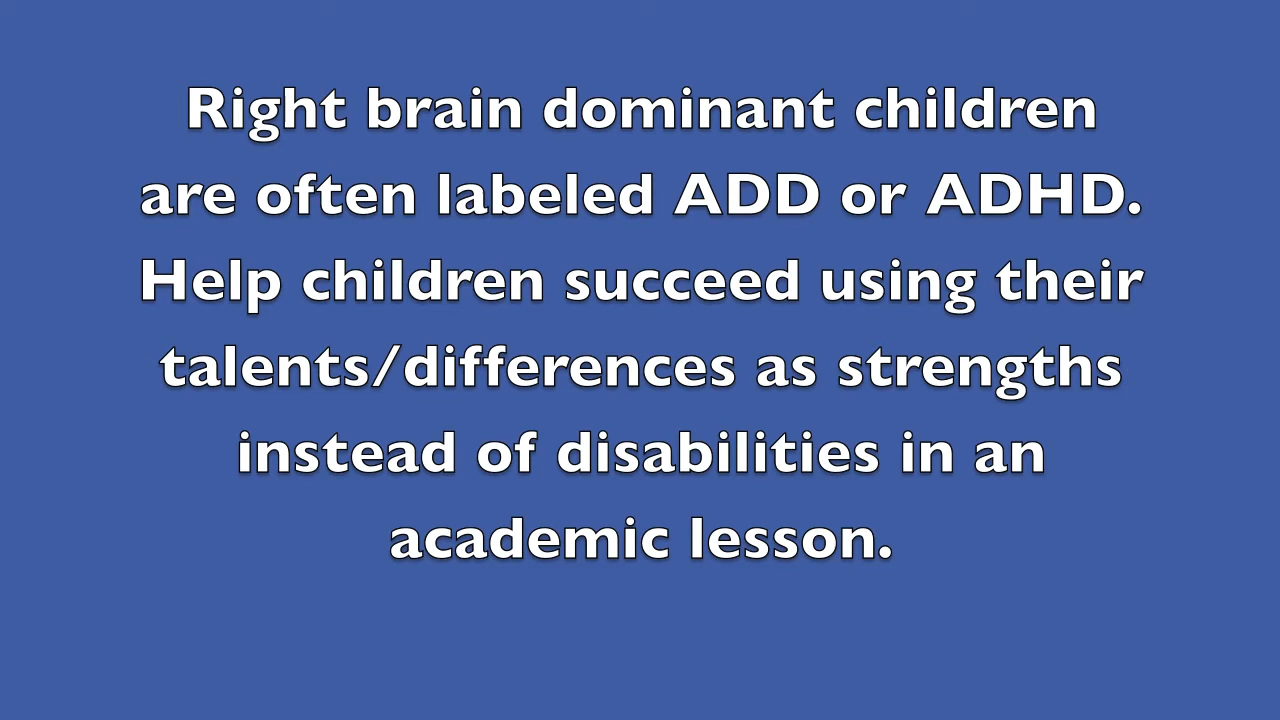 Right brain dominant children
are often labeled ADD or ADHD.
Help children succeed using their
talents/differences as strengths
instead of disabilities in an
academic lesson.